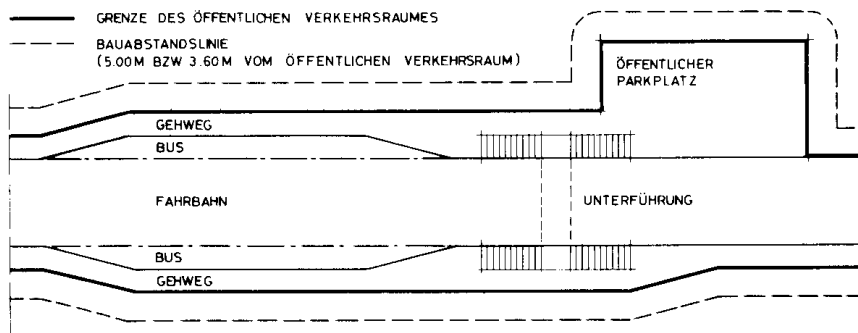 GRENZE DES ÖFFENTLICHEN VERKEHRSRAUMES
BAUABSTANDSLINIE
(5.00M BZW 3.60M VOM ÖFFENTLICHEN VERKEHRSRAUM)
ÖFFENTLICHER
PARKPLATZ
GEHWEG
BUS
FAHRBAHN
UNTERFÜHRUNG
BUS
GEHWEG